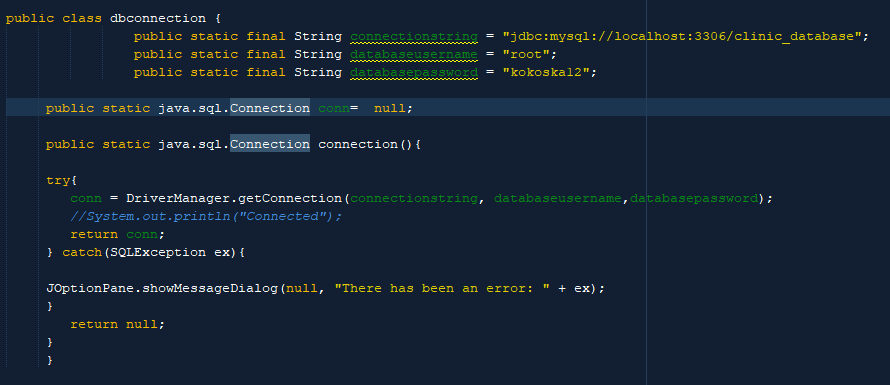 public class dbconnection {
public static final String connectionstring = "jdbc:mysql://localhost:3306/clinic_database";
public static final String databaseusername = "root";
public static final String databasepassword = "kokoska12";
public static java.sql.Connection conn=  null;
public static java.sql.Connection connection(){
try{
conn = DriverManager.getConnection(connectionstring, databaseusername,databasepassword);
//System.out.println("Connected");
return conn;
} catch(SQLException ex){
JOptionPane.showMessageDialog(null, "There has been an error: " + ex);
}
return null;
}
}